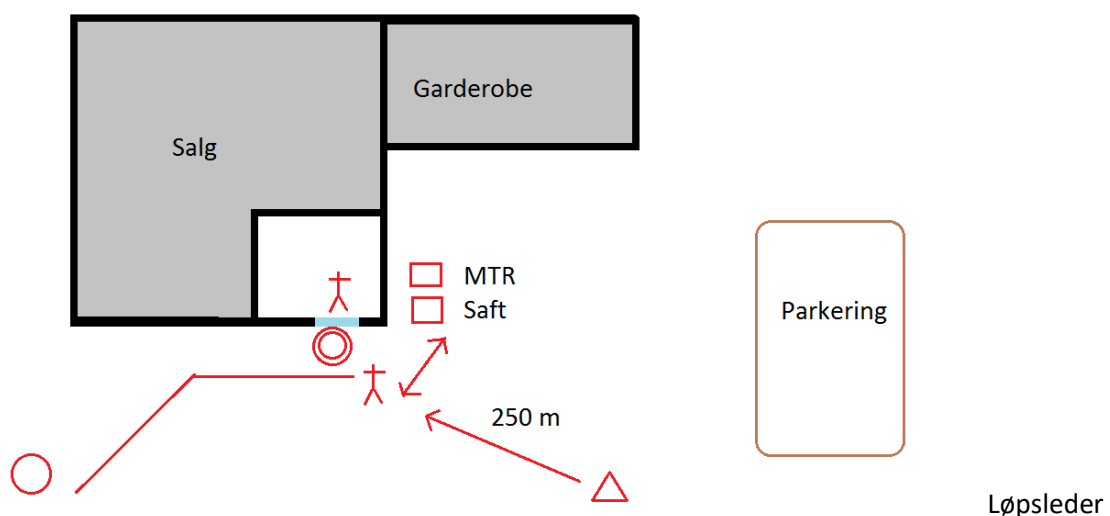 Garderobe
Salg
MTR
Saft
Parkering
250 m
Løpsleder